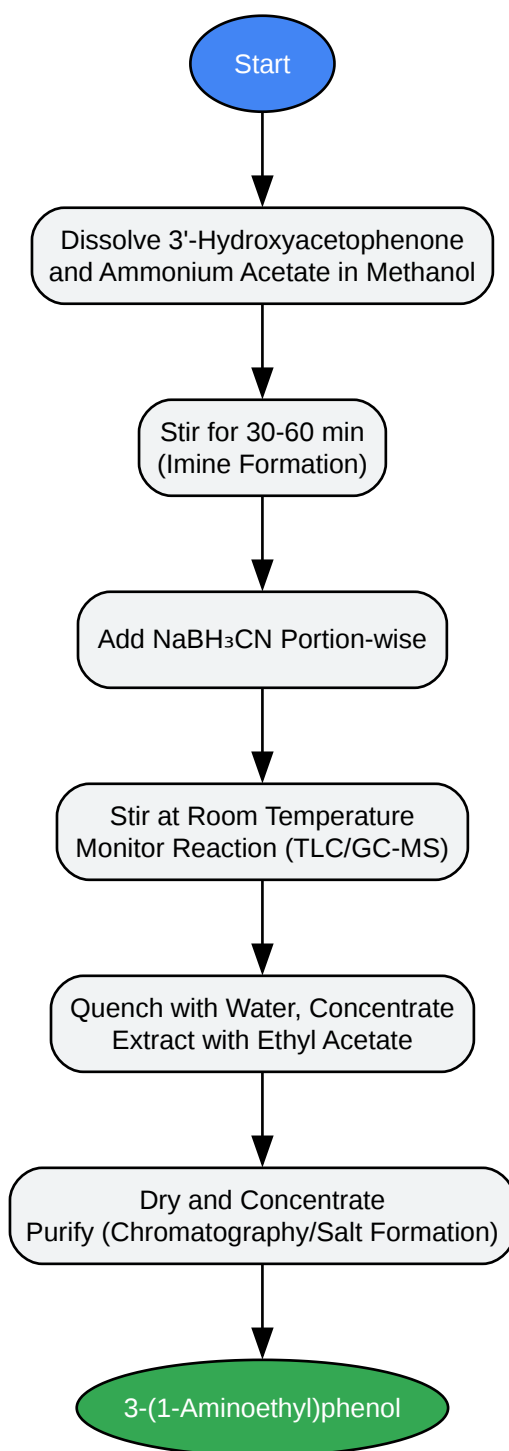 Start
Dissolve 3'-Hydroxyacetophenone
and Ammonium Acetate in Methanol
Stir for 30-60 min
(Imine Formation)
Add NaBH₃CN Portion-wise
Stir at Room Temperature
Monitor Reaction (TLC/GC-MS)
Quench with Water, Concentrate
Extract with Ethyl Acetate
Dry and Concentrate
Purify (Chromatography/Salt Formation)
3-(1-Aminoethyl)phenol